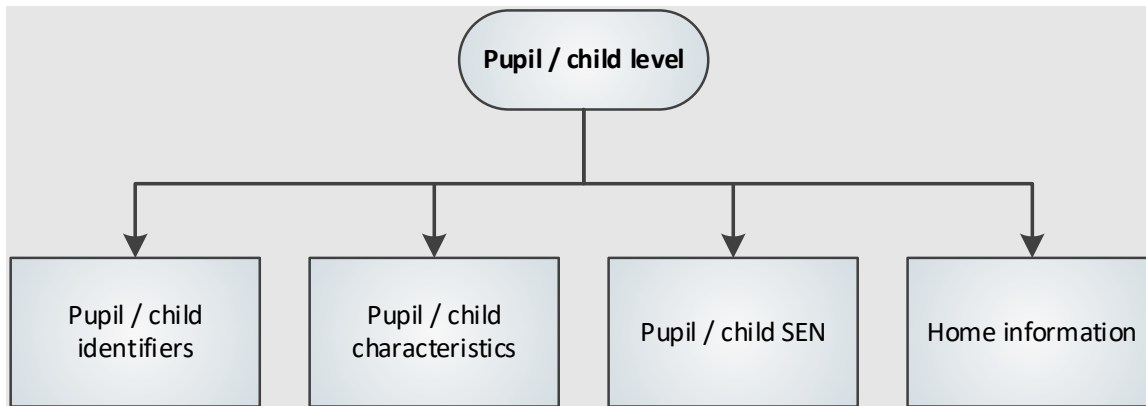 Pupil / child level
Pupil / child
identifiers
Pupil / child
characteristics
Pupil / child SEN
Home information